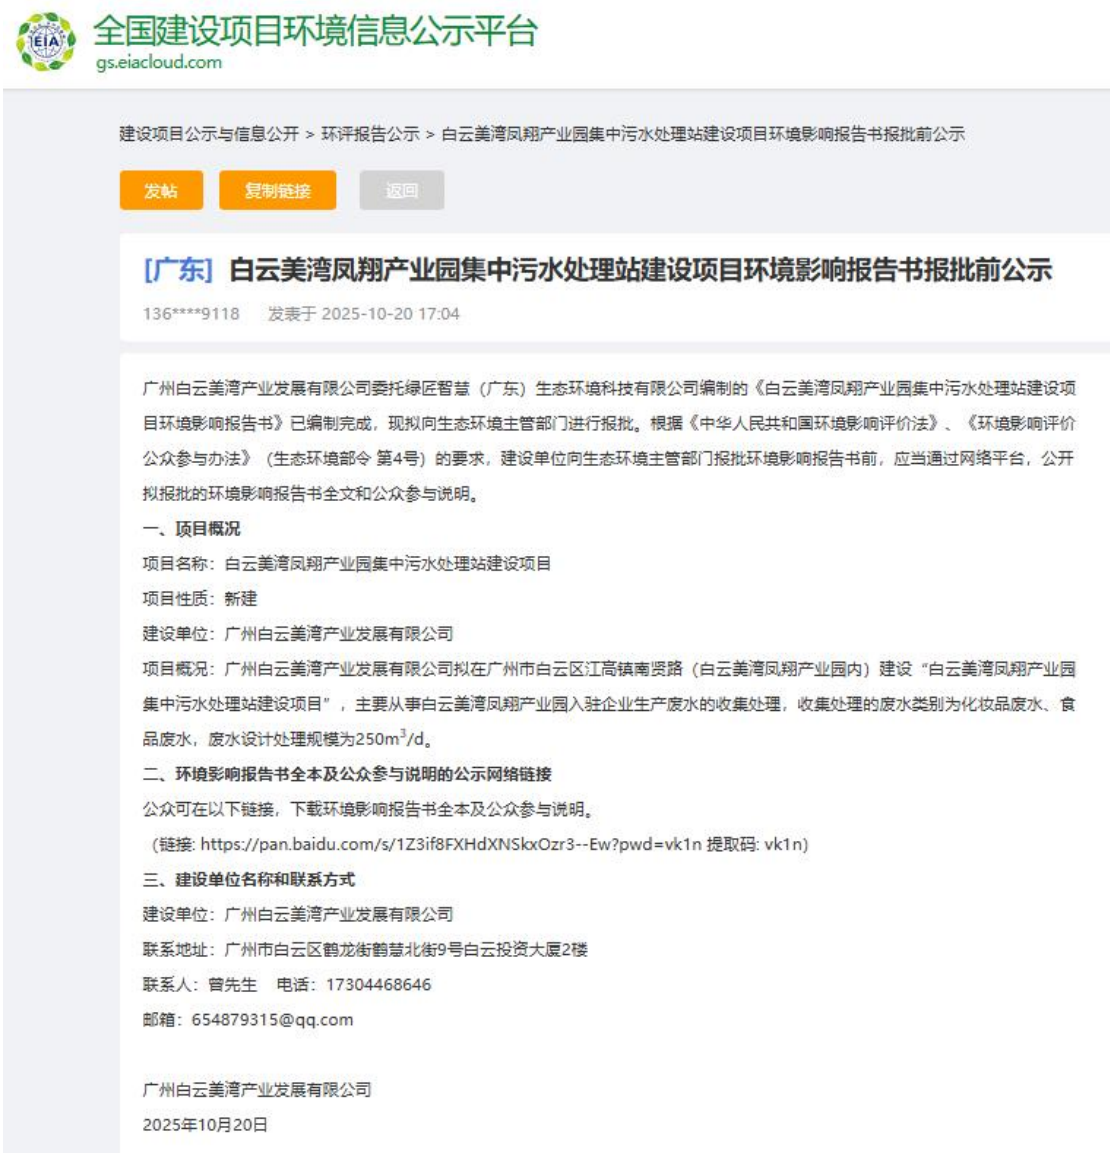 EIA
全国建设项目环境信息公示平台
gs.eiacloud.com
建设项目公示与信息公开 > 环评报告公示 > 白云美湾凤翔产业园集中污水处理站建设项目环境影响报告书报批前公示
发帖 复制链接 返回
[广东] 白云美湾凤翔产业园集中污水处理站建设项目环境影响报告书报批前公示
136****9118 发表于 2025-10-20 17:04
广州白云美湾产业发展有限公司委托绿匠智慧（广东）生态环境科技有限公司编制的《白云美湾凤翔产业园集中污水处理站建设项
目环境影响报告书》已编制完成，现拟向生态环境主管部门进行报批。根据《中华人民共和国环境影响评价法》、《环境影响评价
公众参与办法》（生态环境部令 第4号）的要求，建设单位向生态环境主管部门报批环境影响报告书前，应当通过网络平台，公开
拟报批的环境影响报告书全文和公众参与说明。
一、项目概况
项目名称：白云美湾凤翔产业园集中污水处理站建设项目
项目性质：新建
建设单位：广州白云美湾产业发展有限公司
项目概况：广州白云美湾产业发展有限公司拟在广州市白云区江高镇南贤路（白云美湾凤翔产业园内）建设“白云美湾凤翔产业园
集中污水处理站建设项目”，主要从事白云美湾凤翔产业园入驻企业生产废水的收集处理，收集处理的废水类别为化妆品废水、食
品废水，废水设计处理规模为250m³/d。
二、环境影响报告书全本及公众参与说明的公示网络链接
公众可在以下链接，下载环境影响报告书全本及公众参与说明。
（链接: https://pan.baidu.com/s/1Z3if8FXHdXNSkxOzr3--Ew?pwd=vk1n 提取码: vk1n）
三、建设单位名称和联系方式
建设单位：广州白云美湾产业发展有限公司
联系地址：广州市白云区鹤龙街鹤慧北街9号白云投资大厦2楼
联系人：曾先生 电话：17304468646
邮箱：654879315@qq.com
广州白云美湾产业发展有限公司
2025年10月20日